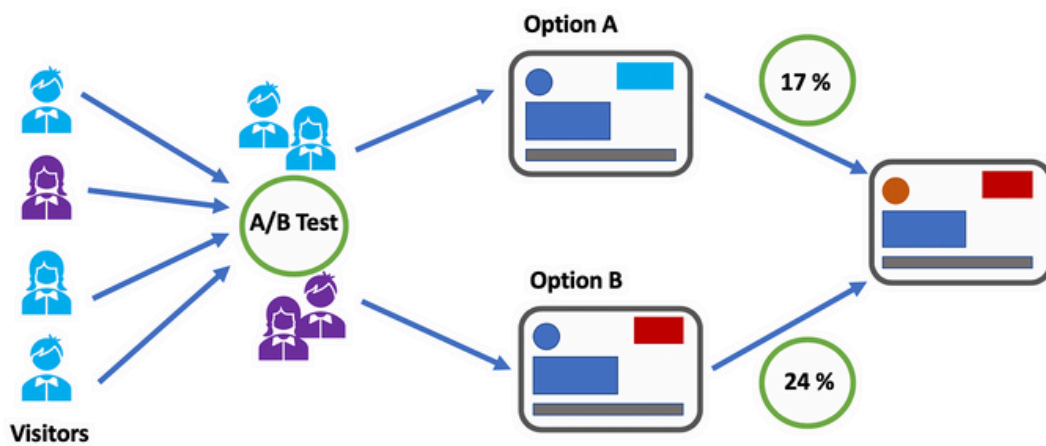 Option A
17 %
A/B Test
Option B
24 %
Visitors